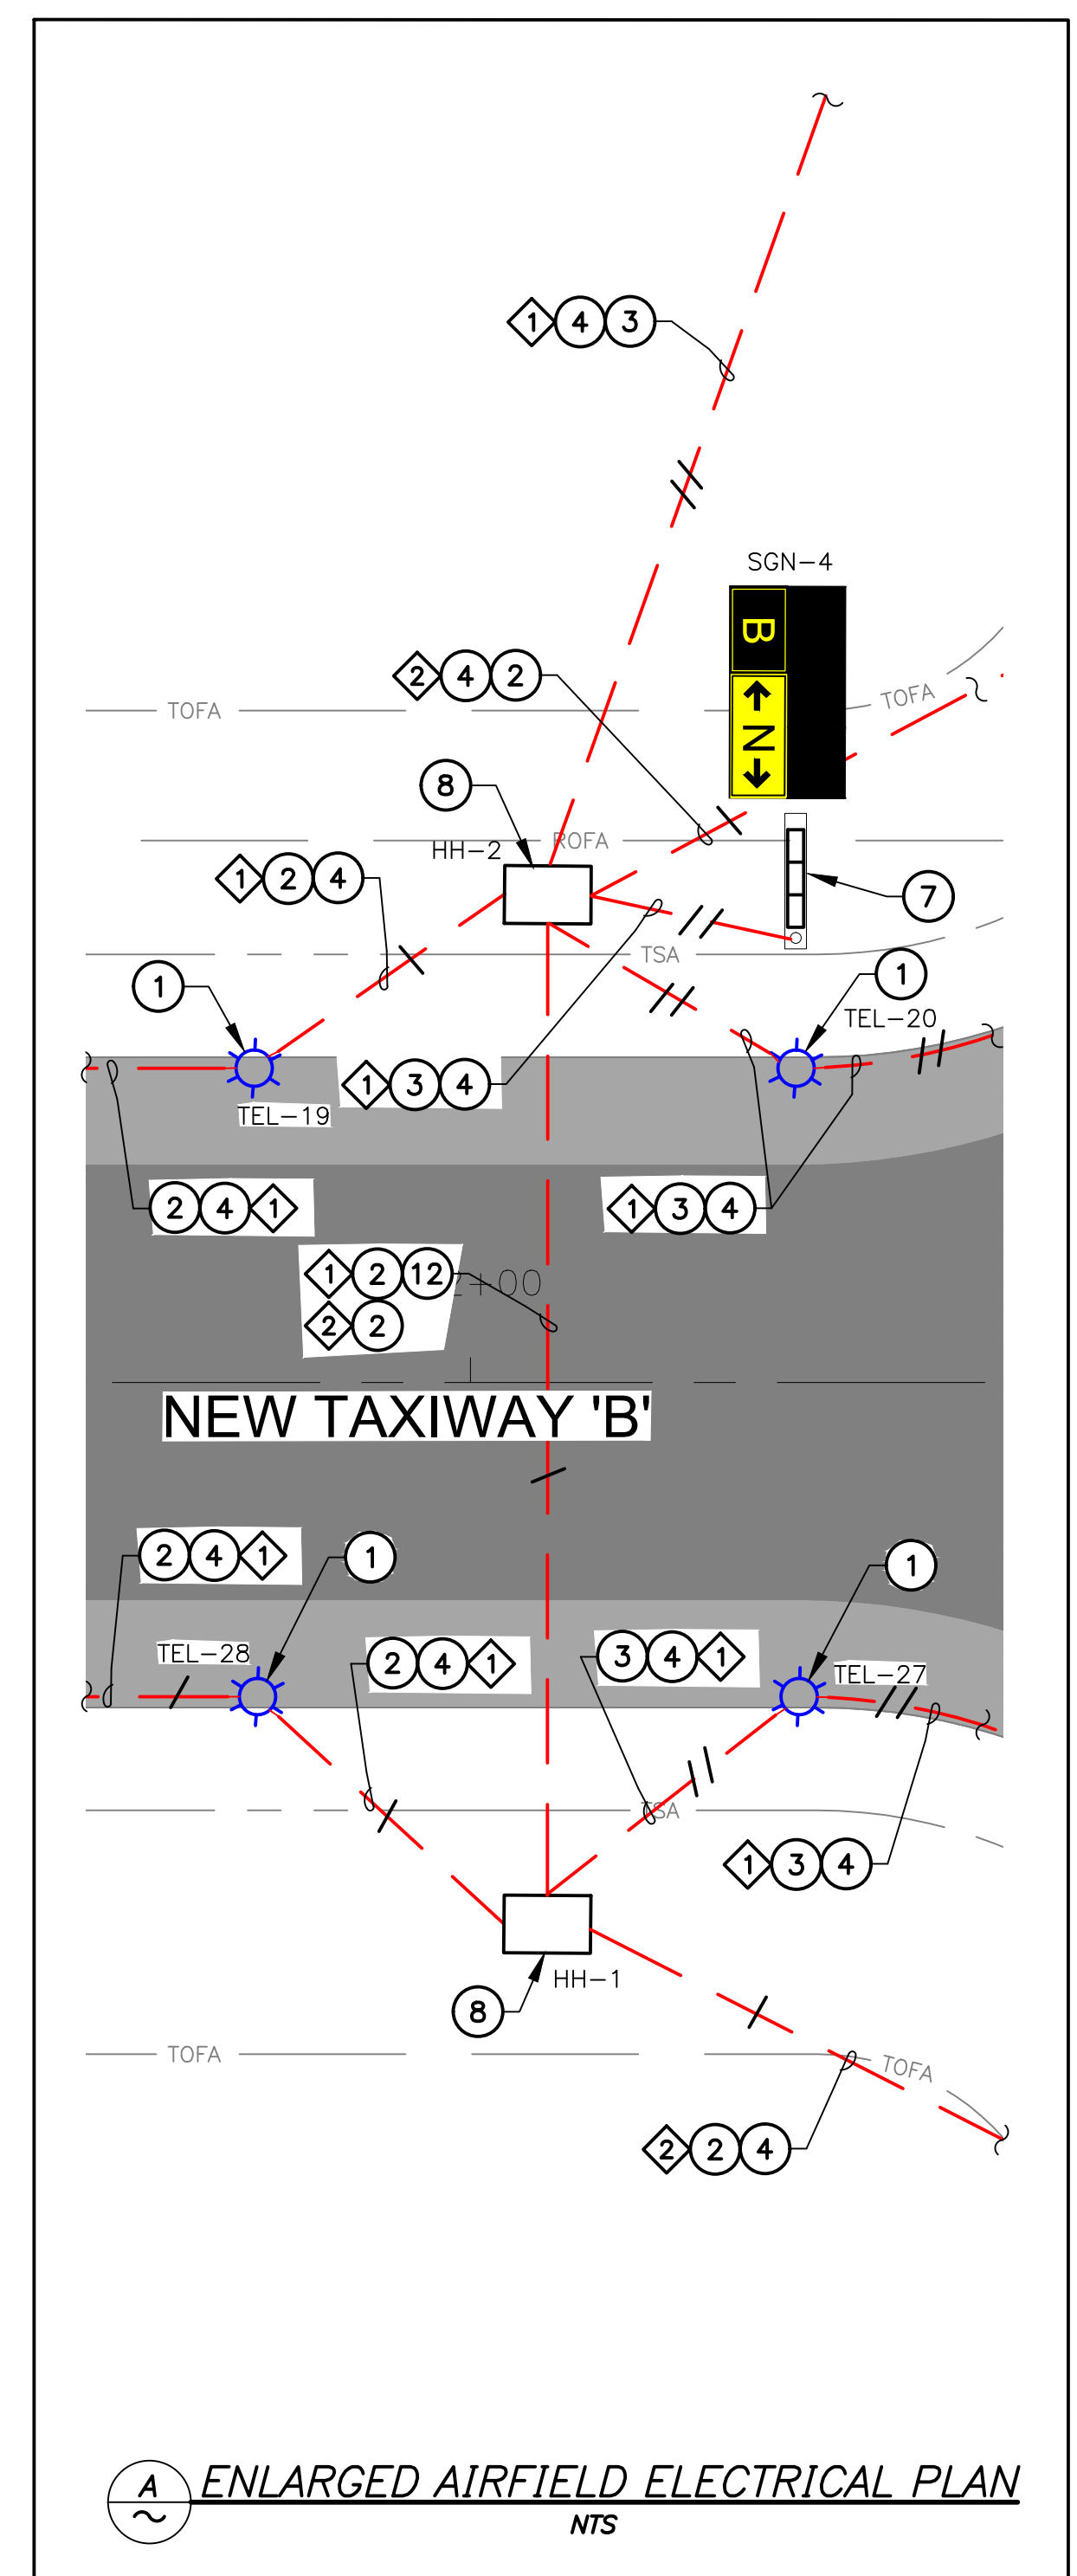 1 4 3
SGN-4
B
2 4 2
TOFA
TOFA
N
8
ROFA
HH-2
1 2 4
7
TSA
1
1
TEL-20
1 3 4
TEL-19
2 4 1
1 3 4
1 2 12
2+00
2 2
NEW TAXIWAY 'B'
2 4 1
1
1
TEL-28
2 4 1
3 4 1
TEL-27
TSA
1 3 4
HH-1
8
TOFA
TOFA
2 2 4
A
ENLARGED AIRFIELD ELECTRICAL PLAN
~
NTS